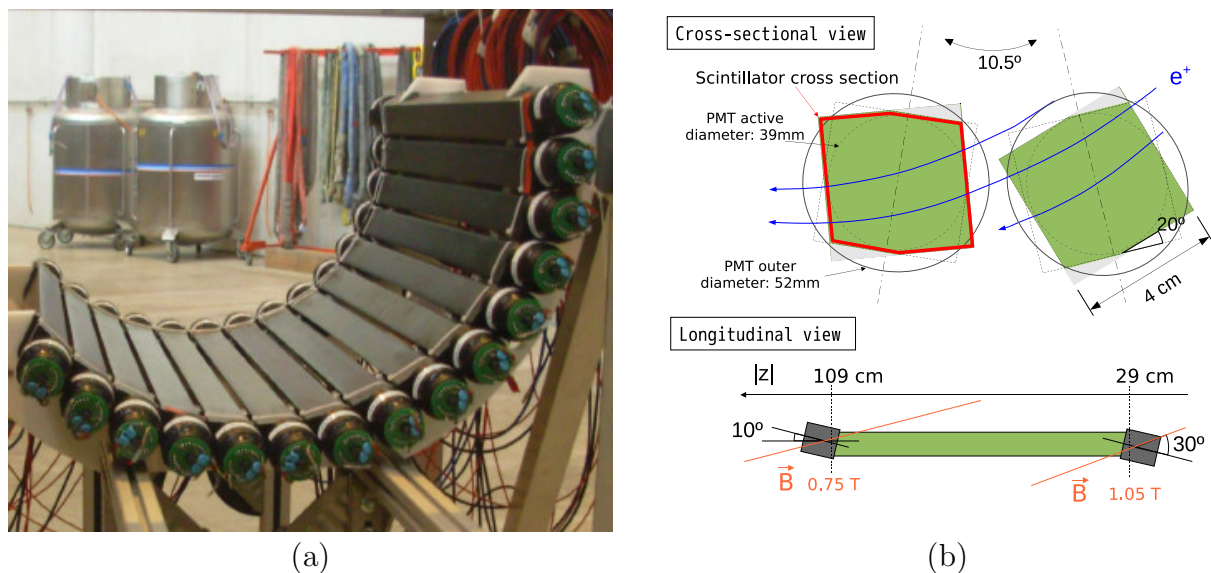 Cross-sectional view
10.5º
Scintillator cross section
e⁺
PMT active
diameter: 39mm
20º
PMT outer
diameter: 52mm
4 cm
Longitudinal view
|z| 109 cm 29 cm
10º
30º
B⃗ 0.75 T B⃗ 1.05 T
(a) (b)